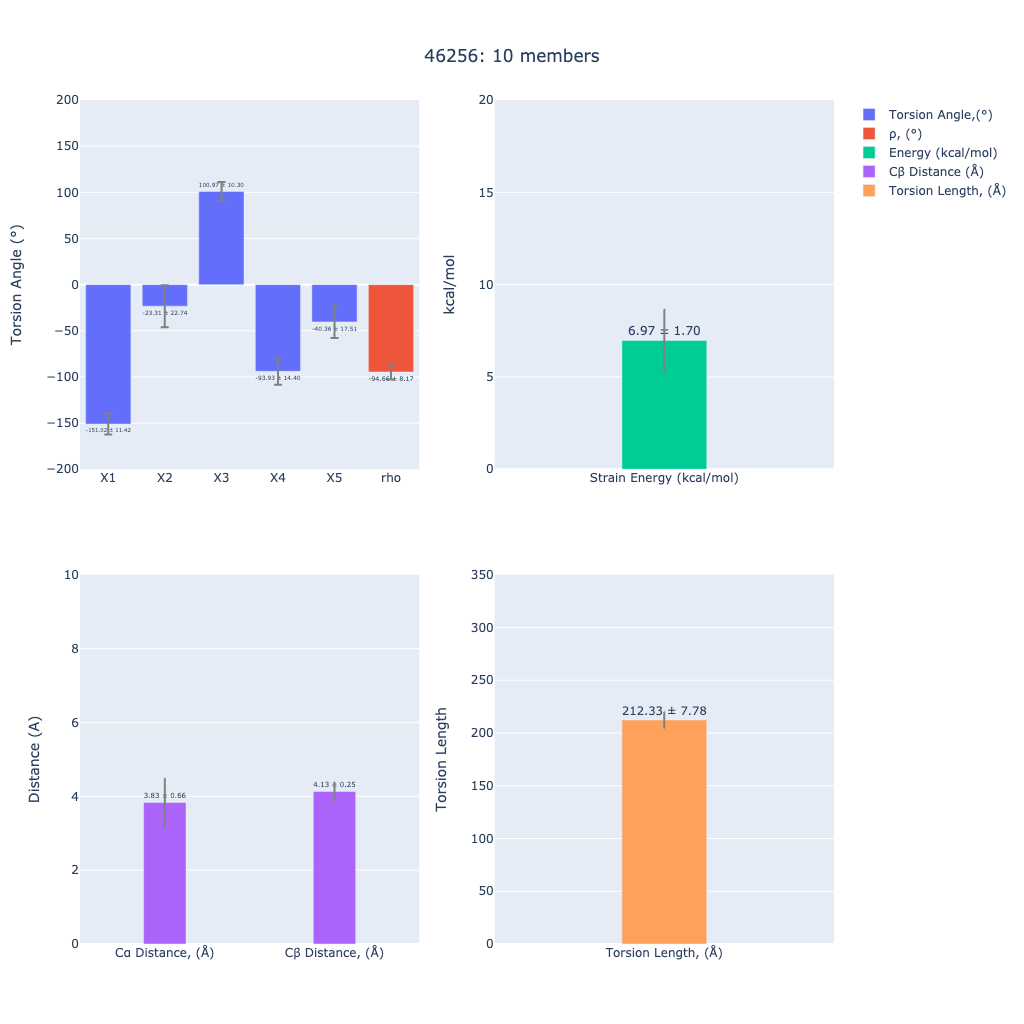 46256: 10 members
Torsion Angle (°)
200
150
100
50
0
−50
−100
−150
−200
-151.02 ± 11.42
-23.31 ± 22.74
100.97 ± 10.30
-93.93 ± 14.40
-40.36 ± 17.51
-94.66 ± 8.17
X1 X2 X3 X4 X5 rho
kcal/mol
20
15
10
5
0
6.97 ± 1.70
Strain Energy (kcal/mol)
Torsion Angle,(°)
ρ, (°)
Energy (kcal/mol)
Cβ Distance (Å)
Torsion Length, (Å)
Distance (A)
10
8
6
4
2
0
3.83 ± 0.66
4.13 ± 0.25
Cα Distance, (Å) Cβ Distance, (Å)
Torsion Length
350
300
250
200
150
100
50
0
212.33 ± 7.78
Torsion Length, (Å)